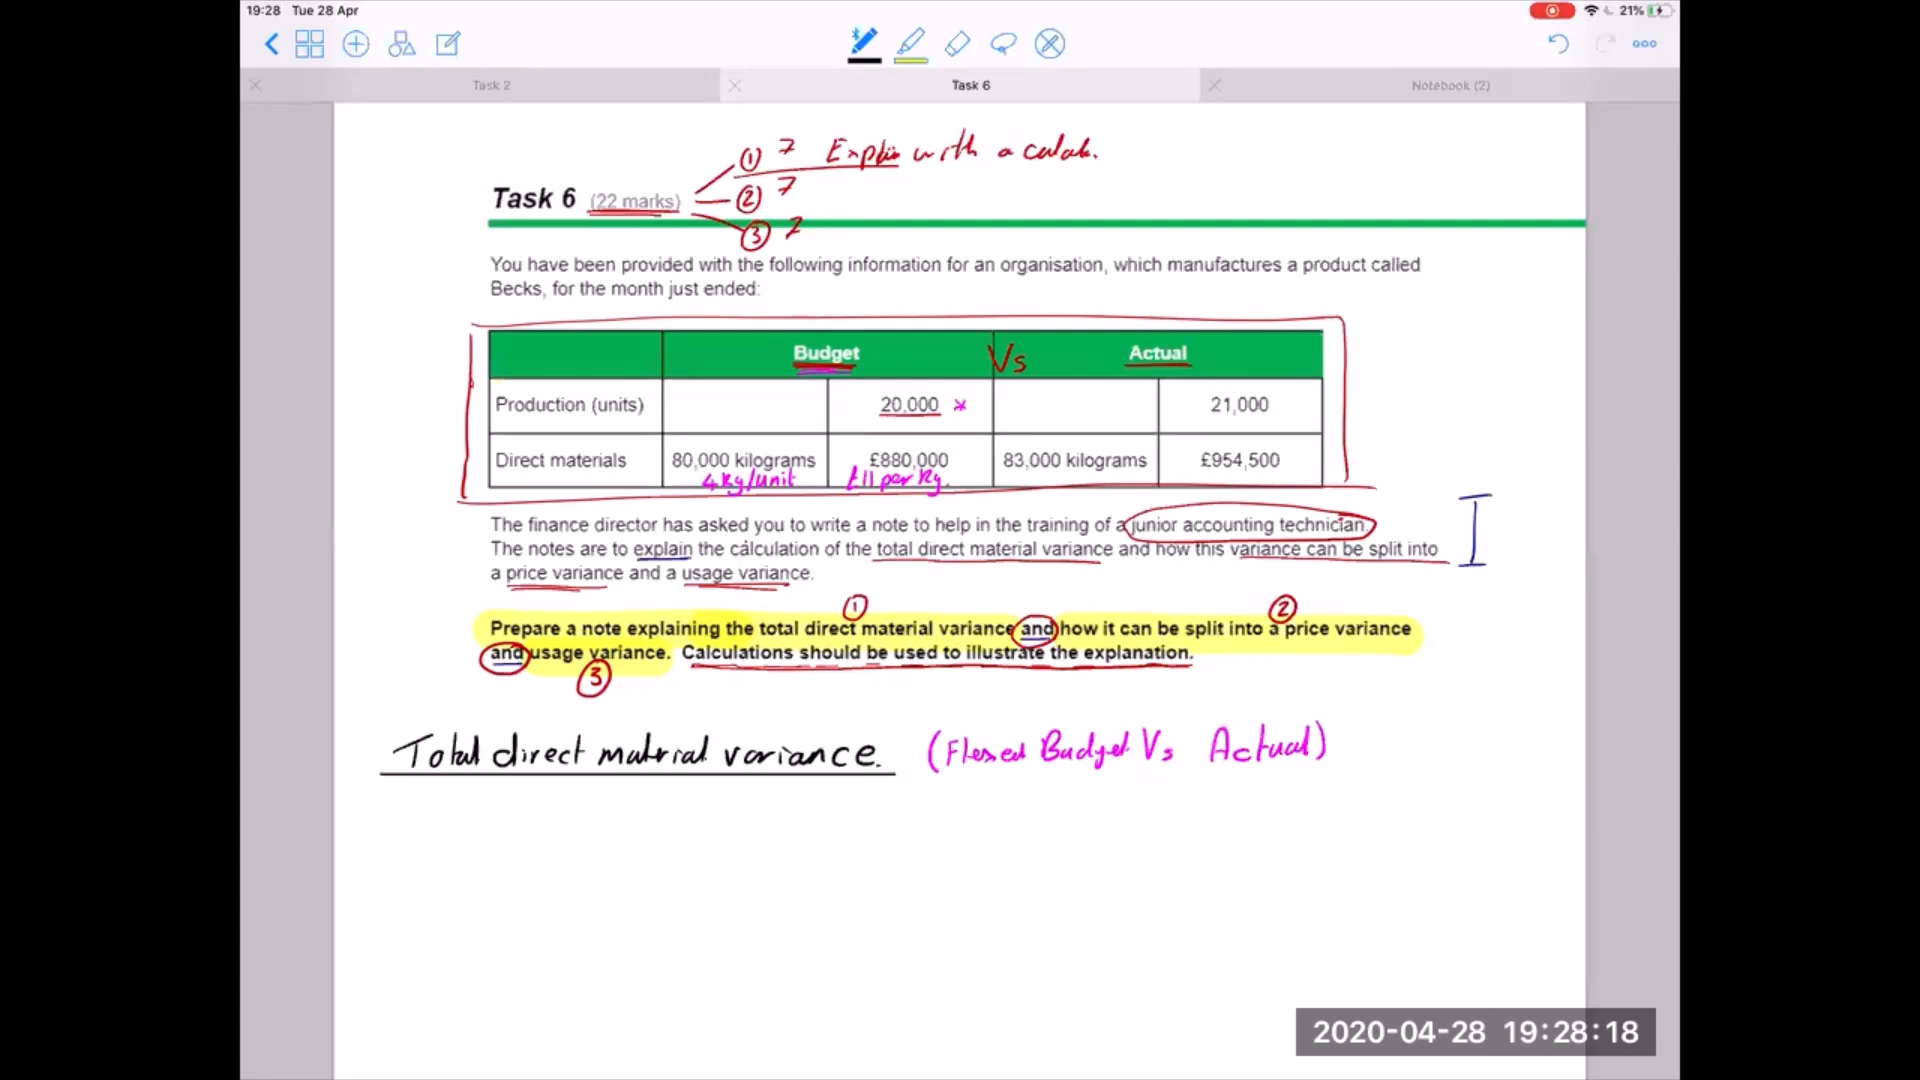 19:28 Tue 28 Apr
21%
Task 2
Task 6
Notebook (2)
① 7 Explain with a calculn.
Task 6 (22 marks)
② 7
③ 7
You have been provided with the following information for an organisation, which manufactures a product called
Becks, for the month just ended:
Budget Vs Actual
Production (units) 20,000 * 21,000
Direct materials 80,000 kilograms £880,000 83,000 kilograms £954,500
4kg/unit £11 per kg.
The finance director has asked you to write a note to help in the training of a junior accounting technician.
The notes are to explain the calculation of the total direct material variance and how this variance can be split into
a price variance and a usage variance.
① ②
Prepare a note explaining the total direct material variance and how it can be split into a price variance
and usage variance. Calculations should be used to illustrate the explanation.
③
Total direct material variance. (Flexed Budget Vs Actual)
2020-04-28 19:28:18